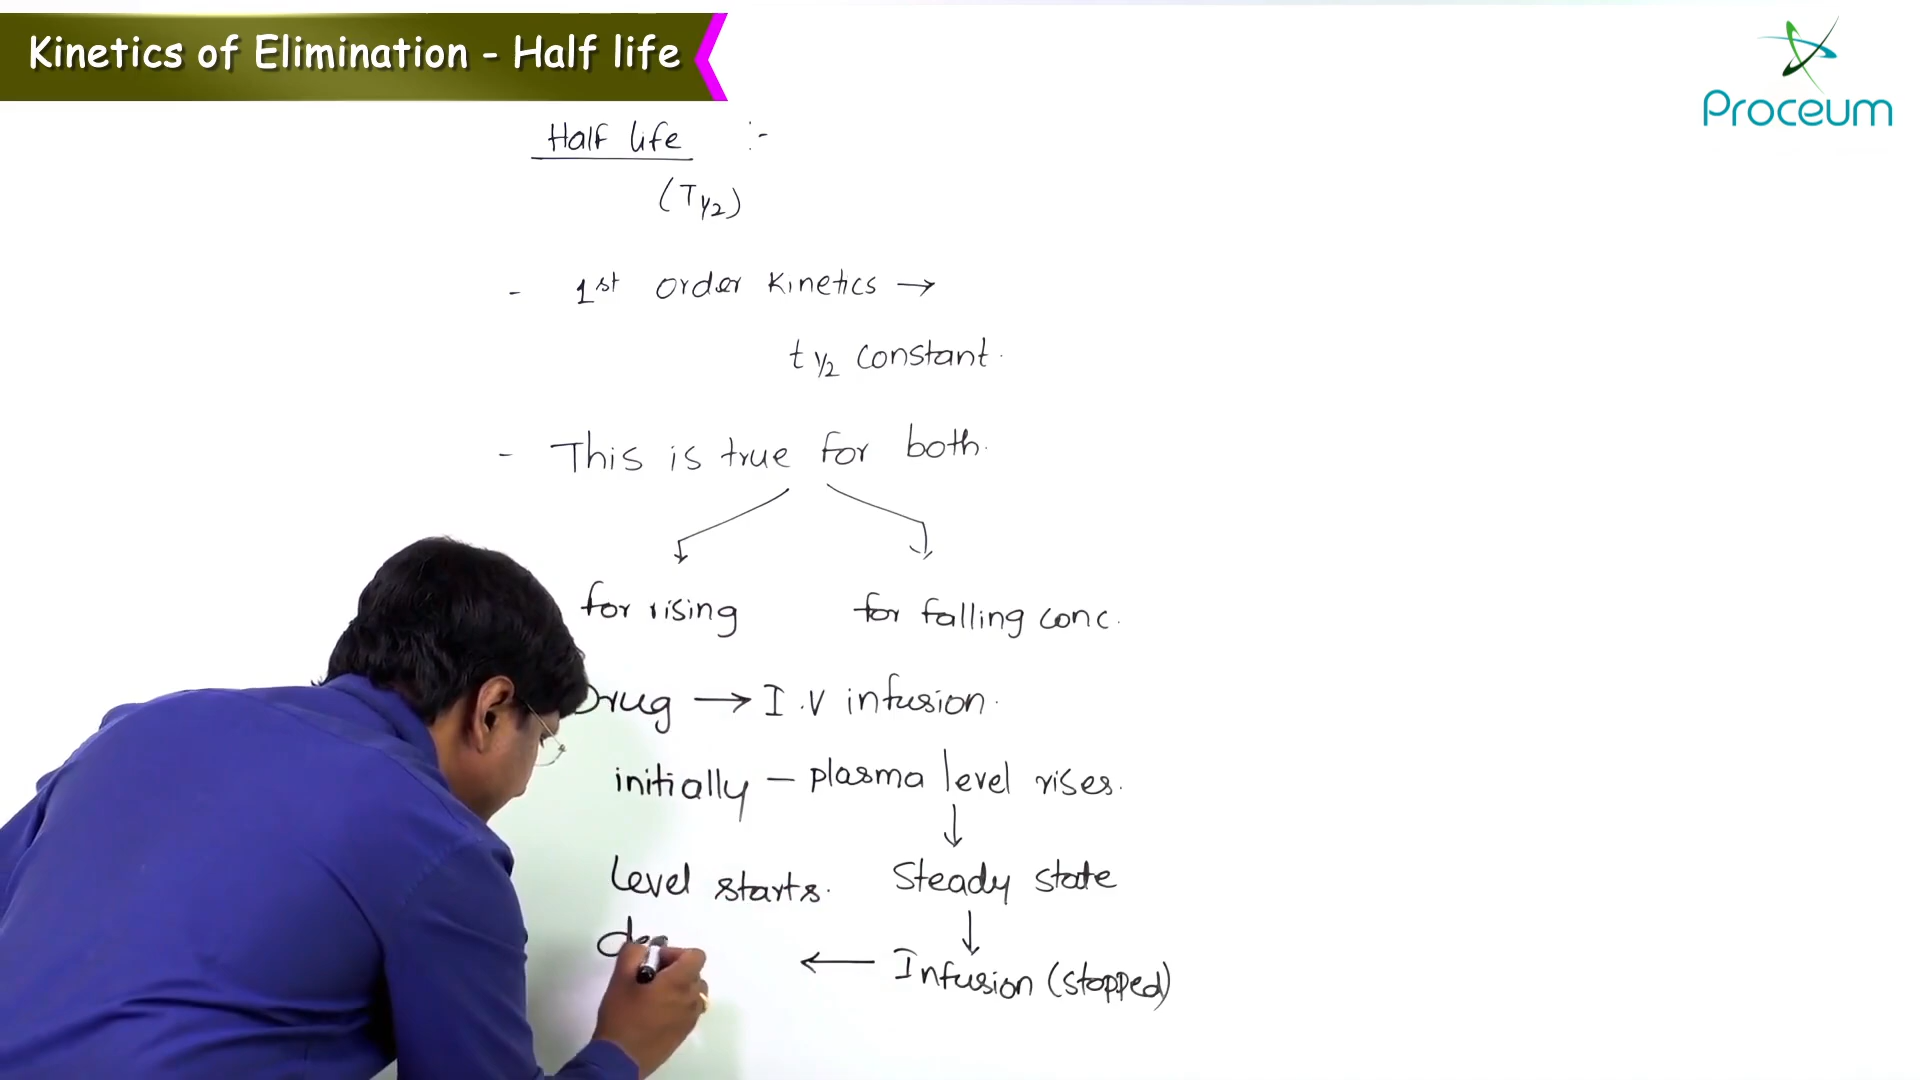 Kinetics of Elimination - Half life
Proceum
Half life :-
(T½)
- 1st order kinetics →
t½ constant.
- This is true for both.
for rising for falling conc.
Drug → I.V infusion.
initially - plasma level rises.
↓
Level starts. Steady state
↓
de ← Infusion (stopped)